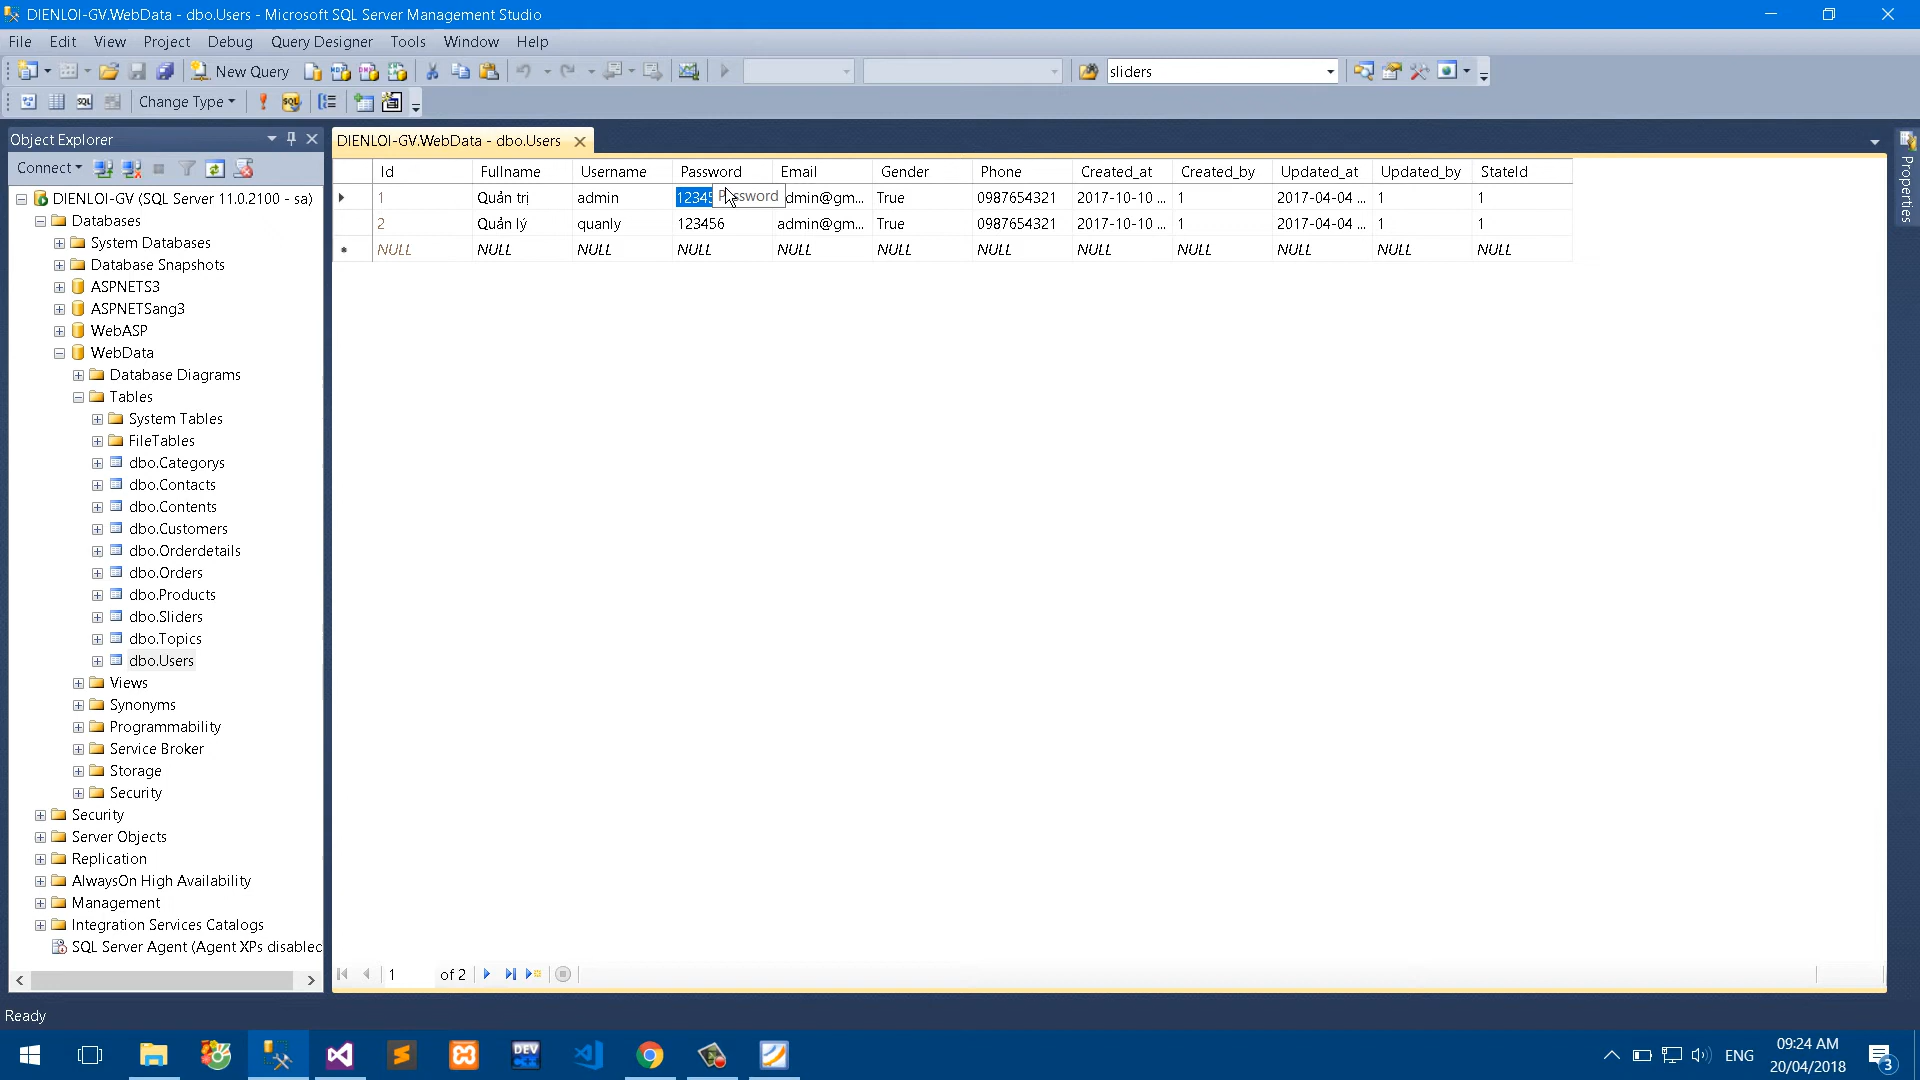 DIENLOI-GV.WebData - dbo.Users - Microsoft SQL Server Management Studio
File Edit View Project Debug Query Designer Tools Window Help
New Query sliders
SQL Change Type SQL
Object Explorer
Connect
DIENLOI-GV (SQL Server 11.0.2100 - sa)
Databases
System Databases
Database Snapshots
ASPNETS3
ASPNETSang3
WebASP
WebData
Database Diagrams
Tables
System Tables
FileTables
dbo.Categorys
dbo.Contacts
dbo.Contents
dbo.Customers
dbo.Orderdetails
dbo.Orders
dbo.Products
dbo.Sliders
dbo.Topics
dbo.Users
Views
Synonyms
Programmability
Service Broker
Storage
Security
Security
Server Objects
Replication
AlwaysOn High Availability
Management
Integration Services Catalogs
SQL Server Agent (Agent XPs disablec
DIENLOI-GV.WebData - dbo.Users
Id Fullname Username Password Email Gender Phone Created_at Created_by Updated_at Updated_by StateId
1 Quản trị admin 12345 dmin@gm... True 0987654321 2017-10-10 ... 1 2017-04-04 ... 1 1
Password
2 Quản lý quanly 123456 admin@gm... True 0987654321 2017-10-10 ... 1 2017-04-04 ... 1 1
NULL NULL NULL NULL NULL NULL NULL NULL NULL NULL NULL NULL
1 of 2
Properties
Ready
DEV
ENG
09:24 AM
20/04/2018
3